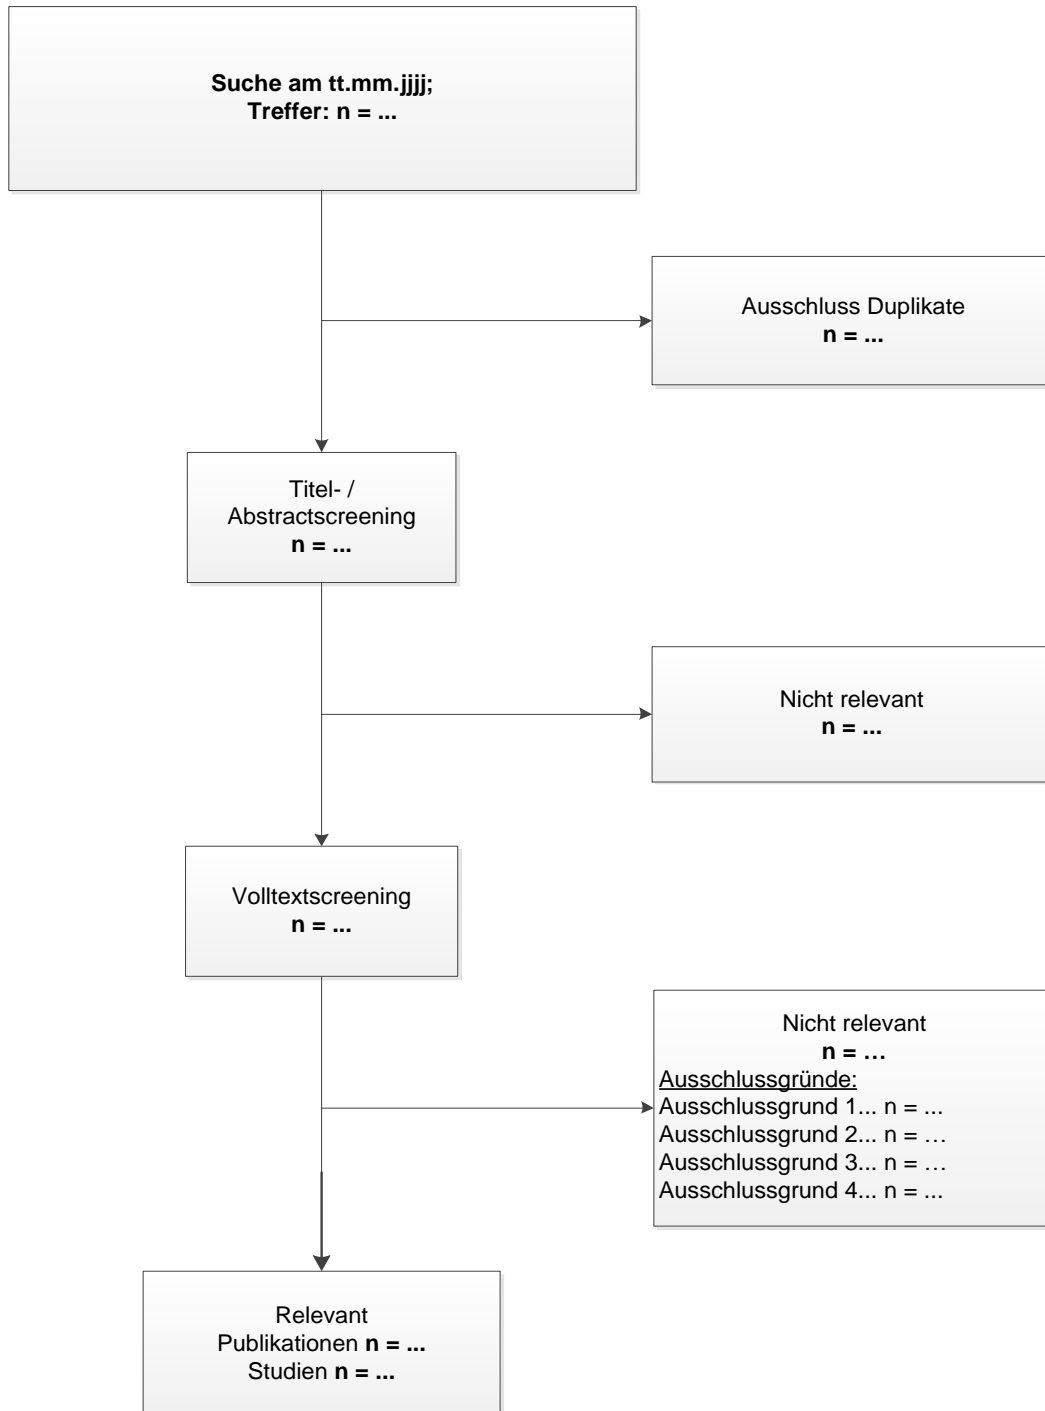 Suche am tt.mm.jjjj;
Treffer: n = ...
Ausschluss Duplikate
n = ...
Titel- /
Abstractscreening
n = ...
Nicht relevant
n = ...
Volltextscreening
n = ...
Nicht relevant
n = …
Ausschlussgründe:
Ausschlussgrund 1... n = ...
Ausschlussgrund 2... n = …
Ausschlussgrund 3... n = …
Ausschlussgrund 4... n = ...
Relevant
Publikationen n = ...
Studien n = ...